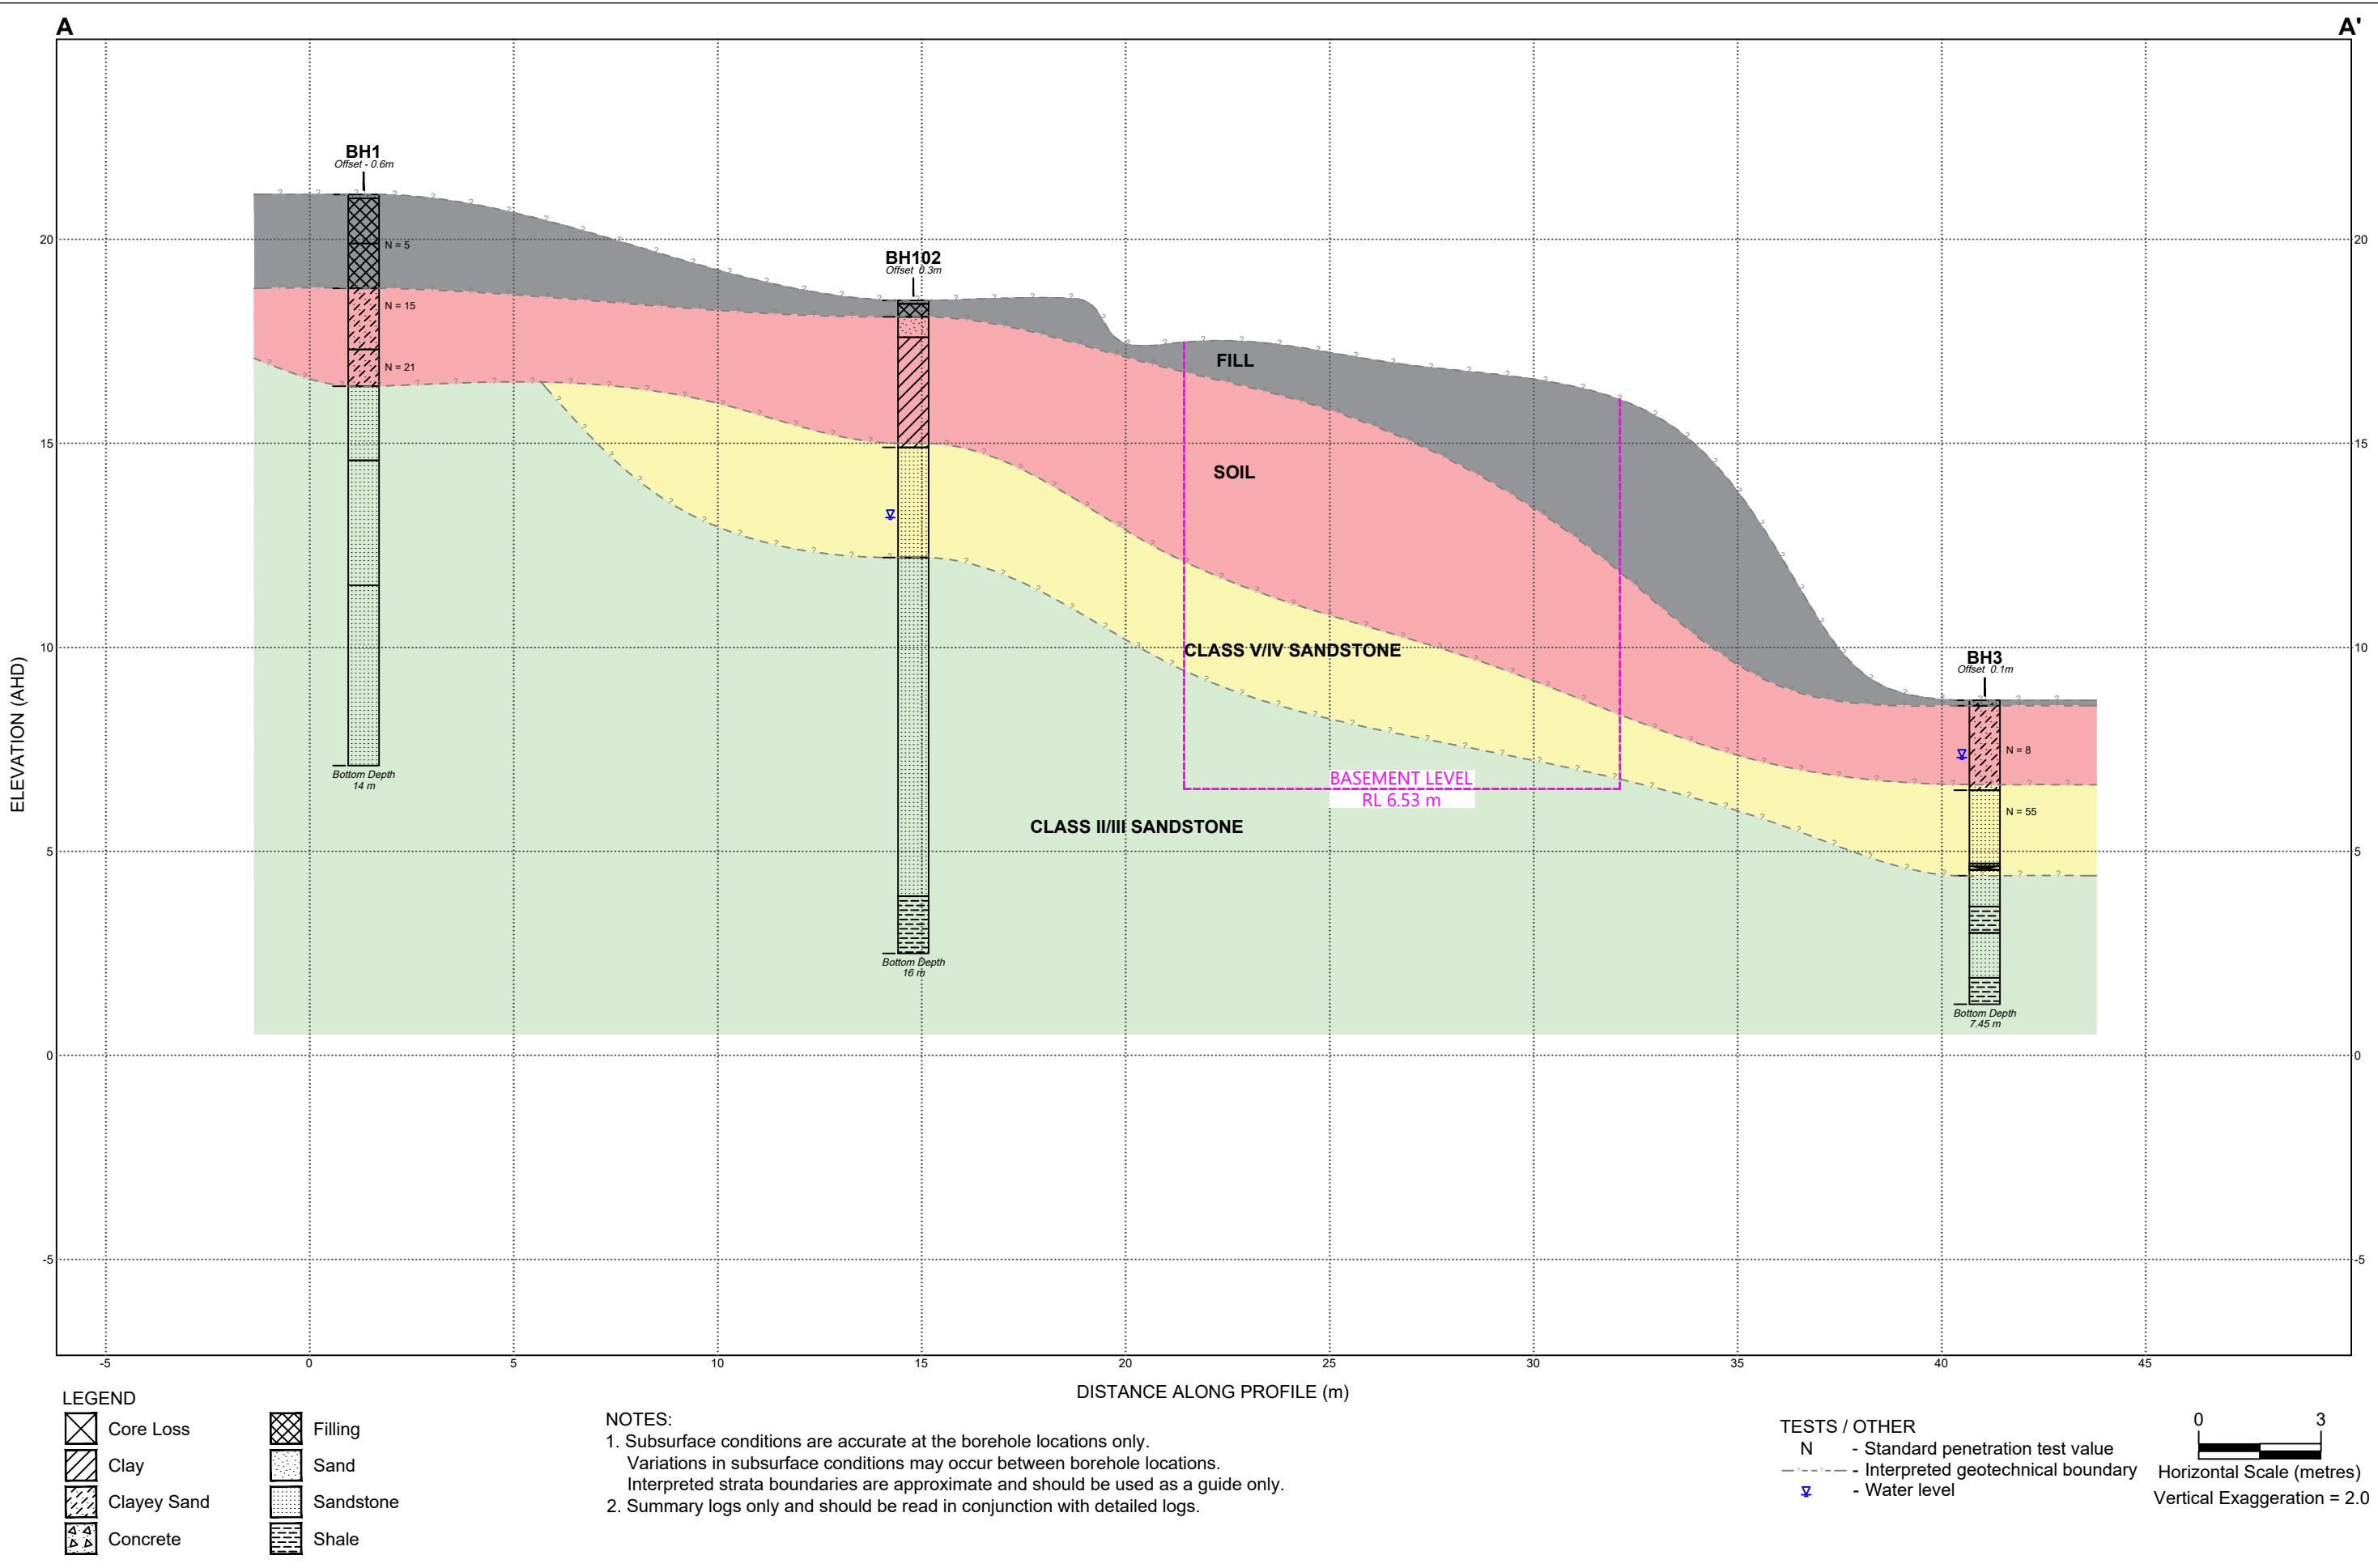 A
A'
BH1
Offset - 0.6m
BH102
Offset 0.3m
20
20
N = 5
N = 15
N = 21
FILL
15
15
SOIL
CLASS V/IV SANDSTONE
10
10
BH3
Offset 0.1m
ELEVATION (AHD)
N = 8
Bottom Depth
14 m
BASEMENT LEVEL
RL 6.53 m
N = 55
CLASS II/III SANDSTONE
5
5
Bottom Depth
16 m
Bottom Depth
7.45 m
0
0
-5
-5
-5
0
5
10
15
20
25
30
35
40
45
DISTANCE ALONG PROFILE (m)
LEGEND
Core Loss
Filling
Clay
Sand
Clayey Sand
Sandstone
Concrete
Shale
NOTES:
1. Subsurface conditions are accurate at the borehole locations only.
Variations in subsurface conditions may occur between borehole locations.
Interpreted strata boundaries are approximate and should be used as a guide only.
2. Summary logs only and should be read in conjunction with detailed logs.
TESTS / OTHER
N - Standard penetration test value
- Interpreted geotechnical boundary
- Water level
0 3
Horizontal Scale (metres)
Vertical Exaggeration = 2.0